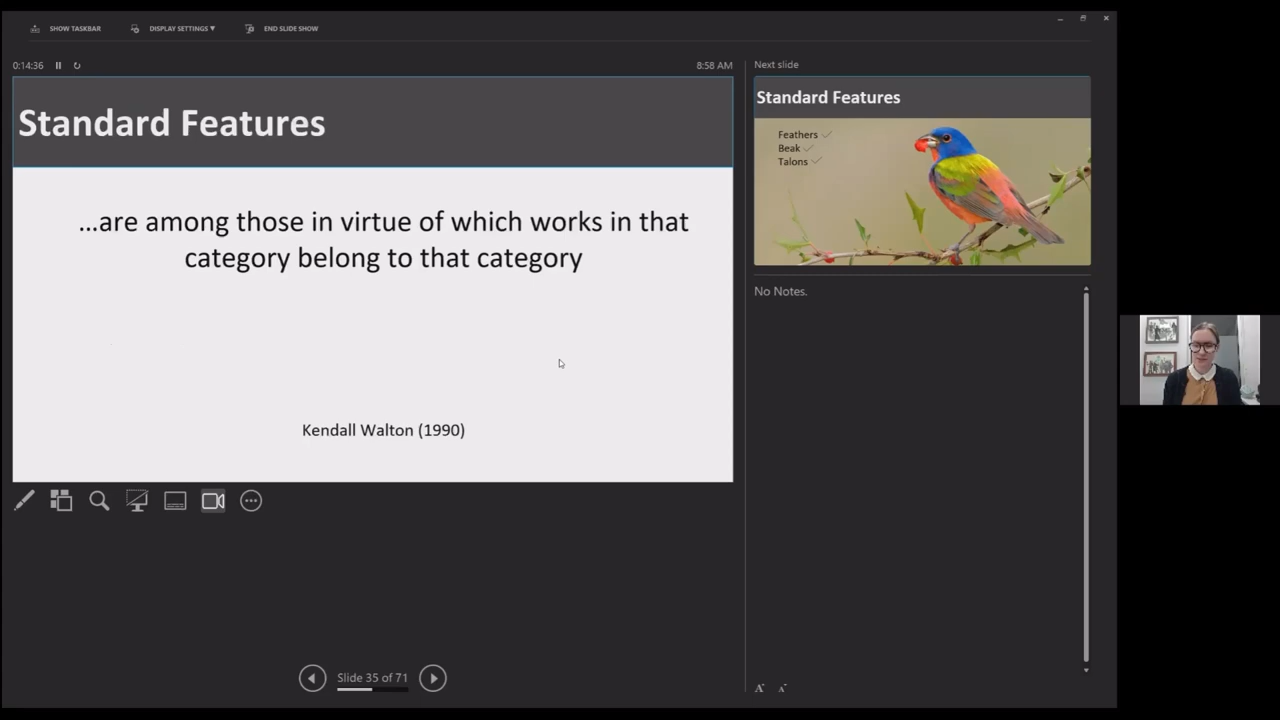 SHOW TASKBAR
DISPLAY SETTINGS ▼
END SLIDE SHOW
0:14:36
8:58 AM
Standard Features
...are among those in virtue of which works in that
category belong to that category
Kendall Walton (1990)
Slide 35 of 71
Next slide
Standard Features
Feathers ✓
Beak ✓
Talons ✓
No Notes.
A A